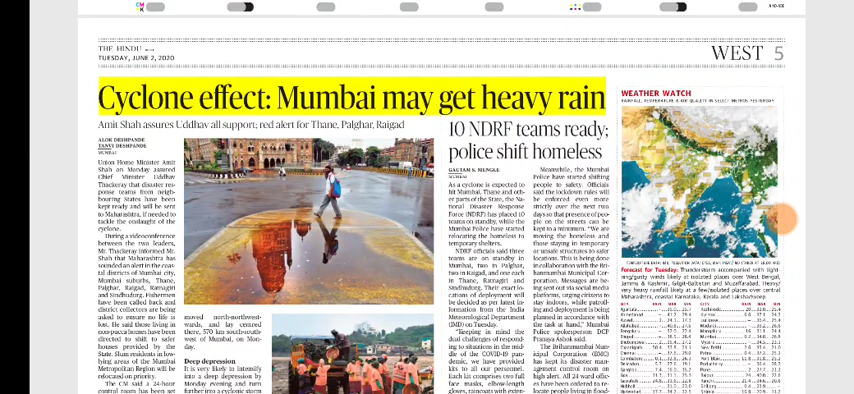 THE HINDU
TUESDAY, JUNE 2, 2020
WEST 5
Cyclone effect: Mumbai may get heavy rain
Amit Shah assures Uddhav all support; red alert for Thane, Palghar, Raigad
ALOK DESHPANDE
TANVI DESHPANDE
MUMBAI
Union Home Minister Amit
Shah on Monday assured
Chief Minister Uddhav
Thackeray that disaster res-
ponse teams from neigh-
bouring States have been
kept ready and will be sent
to Maharashtra, if needed to
tackle the onslaught of the
cyclone.
During a videoconference
between the two leaders,
Mr. Thackeray informed Mr.
Shah that Maharashtra has
sounded an alert in the coas-
tal districts of Mumbai city,
Mumbai suburbs, Thane,
Palghar, Raigad, Ratnagiri
and Sindhudurg. Fishermen
have been called back and
district collectors are being
asked to ensure no life is
lost. He said those living in
non-pucca homes have been
directed to shift to safer
houses provided by the
State. Slum residents in low-
lying areas of the Mumbai
Metropolitan Region will be
relocated on priority.
The CM said a 24-hour
control room has been set
moved north-northwest-
wards, and lay centred
there, 570 km south-south-
west of Mumbai, on Mon-
day.
Deep depression
It is very likely to intensify
into a deep depression by
Monday evening and turn
further into a cyclonic storm
10 NDRF teams ready;
police shift homeless
GAUTAM S. MENGLE
MUMBAI
As a cyclone is expected to
hit Mumbai, Thane and oth-
er parts of the State, the Na-
tional Disaster Response
Force (NDRF) has placed 10
teams on standby, while the
Mumbai Police have started
relocating the homeless to
temporary shelters.
NDRF officials said three
teams are on standby in
Mumbai, two in Palghar,
two in Raigad, and one each
in Thane, Ratnagiri and
Sindhudurg. Their exact lo-
cations of deployment will
be decided as per latest in-
formation from the India
Meteorological Department
(IMD) on Tuesday.
“Keeping in mind the
dual challenges of respond-
ing to situations in the mid-
dle of the COVID-19 pan-
demic, we have provided
kits to all our personnel.
Each kit comprises two full
face masks, elbow-length
gloves, raincoats with exten-
Meanwhile, the Mumbai
Police have started shifting
people to safety. Officials
said the lockdown rules will
be enforced even more
strictly over the next two
days so that presence of peo-
ple on the streets can be
kept to a minimum. “We are
moving the homeless and
those staying in temporary
or unsafe structures to safer
locations. This is being done
in collaboration with the Bri-
hanmumbai Municipal Cor-
poration. Messages are be-
ing sent out via social media
platforms, urging citizens to
stay indoors, while patroll-
ing and deployment is being
planned in accordance with
the task at hand,” Mumbai
Police spokesperson DCP
Pranaya Ashok said.
The Brihanmumbai Mun-
icipal Corporation (BMC)
has kept its disaster man-
agement control room on
high alert. All 24 ward offic-
es have been ordered to re-
locate people living in flood-
WEATHER WATCH
RAINFALL, TEMPERATURE & AIR QUALITY IN SELECT METROS YESTERDAY
Forecast for Tuesday: Thunderstorm accompanied with light-
ning/gusty winds likely at isolated places over West Bengal,
Jammu & Kashmir, Gilgit-Baltistan and Muzaffarabad. Heavy/
very heavy rainfall likely at a few/isolated places over central
Maharashtra, coastal Karnataka, Kerala and Lakshadweep.